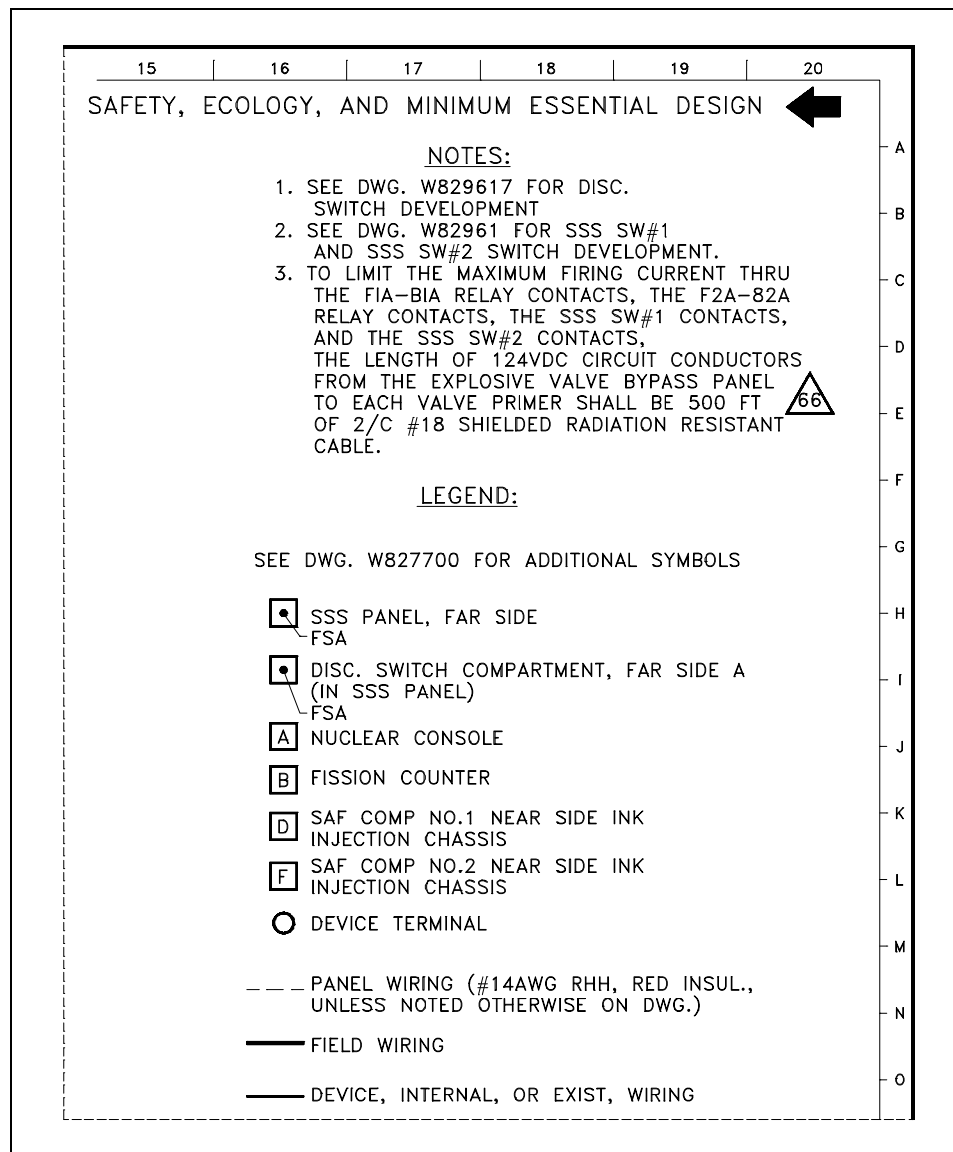 15 16 17 18 19 20
SAFETY, ECOLOGY, AND MINIMUM ESSENTIAL DESIGN
A
NOTES:
1. SEE DWG. W829617 FOR DISC.
SWITCH DEVELOPMENT
B
2. SEE DWG. W82961 FOR SSS SW#1
AND SSS SW#2 SWITCH DEVELOPMENT.
3. TO LIMIT THE MAXIMUM FIRING CURRENT THRU
C
THE FIA-BIA RELAY CONTACTS, THE F2A-82A
RELAY CONTACTS, THE SSS SW#1 CONTACTS,
AND THE SSS SW#2 CONTACTS,
D
THE LENGTH OF 124VDC CIRCUIT CONDUCTORS
FROM THE EXPLOSIVE VALVE BYPASS PANEL
TO EACH VALVE PRIMER SHALL BE 500 FT
66
E
OF 2/C #18 SHIELDED RADIATION RESISTANT
CABLE.
F
LEGEND:
G
SEE DWG. W827700 FOR ADDITIONAL SYMBOLS
H
SSS PANEL, FAR SIDE
FSA
DISC. SWITCH COMPARTMENT, FAR SIDE A
I
(IN SSS PANEL)
FSA
A NUCLEAR CONSOLE
J
B FISSION COUNTER
K
D SAF COMP NO.1 NEAR SIDE INK
INJECTION CHASSIS
F SAF COMP NO.2 NEAR SIDE INK
INJECTION CHASSIS
L
DEVICE TERMINAL
M
PANEL WIRING (#14AWG RHH, RED INSUL.,
UNLESS NOTED OTHERWISE ON DWG.)
N
FIELD WIRING
O
DEVICE, INTERNAL, OR EXIST, WIRING